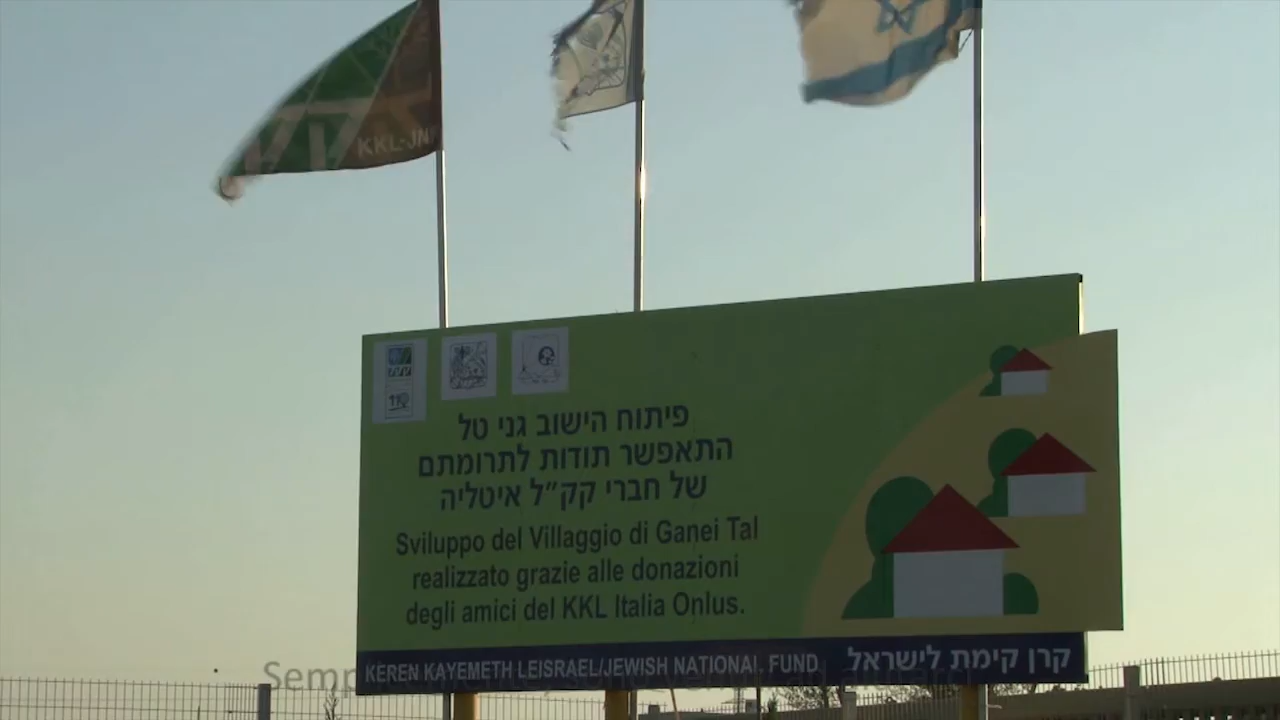 KKL-JN
פיתוח הישוב גני טל
התאפשר תודות לתרומתם
של חברי קק״ל איטליה
Sviluppo del Villaggio di Ganei Tal
realizzato grazie alle donazioni
degli amici del KKL Italia Onlus.
KEREN KAYEMETH LEISRAEL/JEWISH NATIONAL FUND קרן קימת לישראל